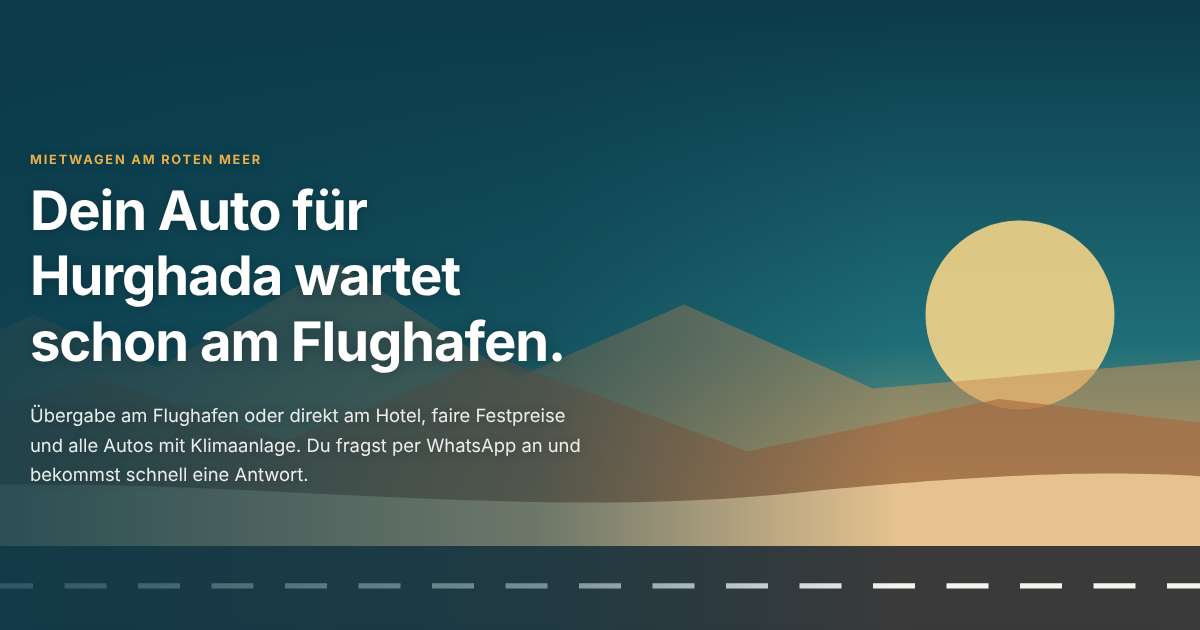 MIETWAGEN AM ROTEN MEER
Dein Auto für
Hurghada wartet
schon am Flughafen.
Übergabe am Flughafen oder direkt am Hotel, faire Festpreise
und alle Autos mit Klimaanlage. Du fragst per WhatsApp an und
bekommst schnell eine Antwort.